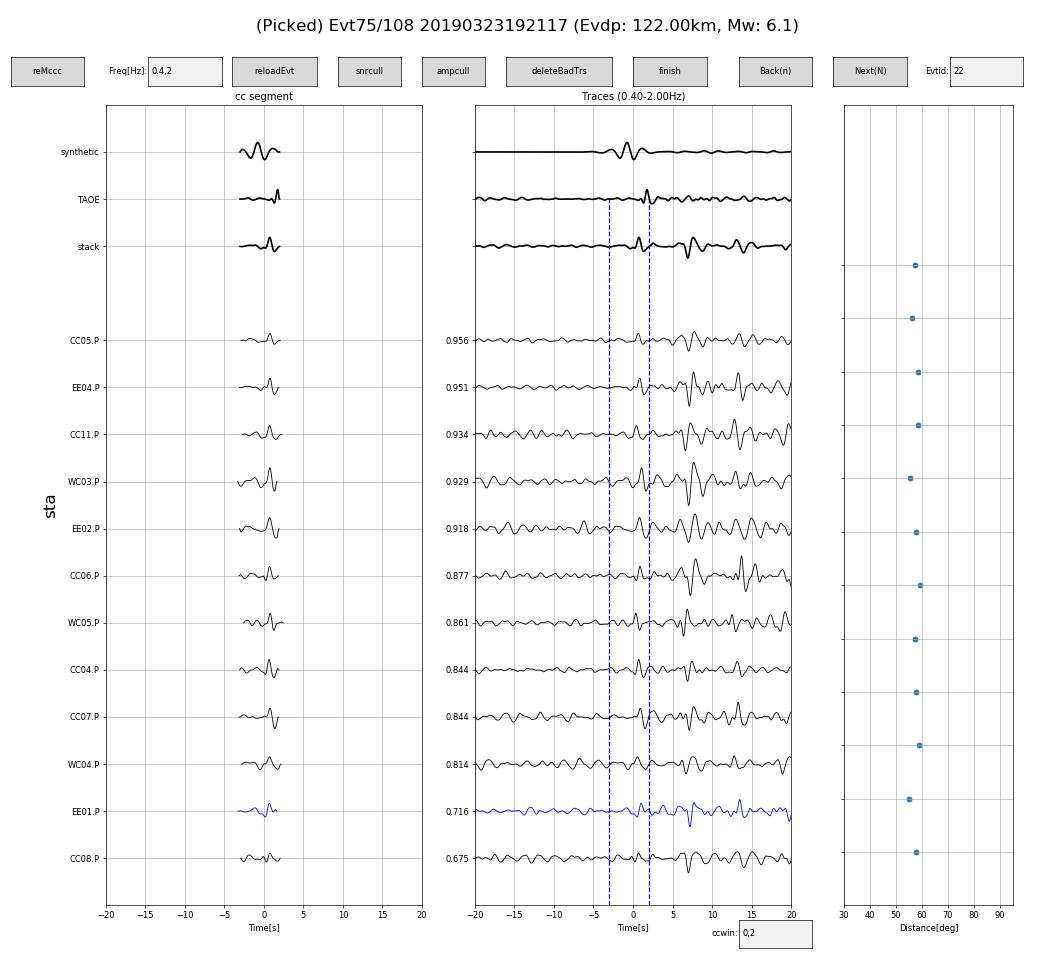 (Picked) Evt75/108 20190323192117 (Evdp: 122.00km, Mw: 6.1)
reMccc Freq[Hz]: 0.4,2 reloadEvt snrcull ampcull deleteBadTrs finish Back(n) Next(N) Evtid: 22
cc segment Traces (0.40-2.00Hz)
synthetic
TAOE
stack
CC05.P 0.956
EE04.P 0.951
CC11.P 0.934
WC03.P 0.929
sta
EE02.P 0.918
CC06.P 0.877
WC05.P 0.861
CC04.P 0.844
CC07.P 0.844
WC04.P 0.814
EE01.P 0.716
CC08.P 0.675
−20 −15 −10 −5 0 5 10 15 20 −20 −15 −10 −5 0 5 10 15 20 30 40 50 60 70 80 90
Time[s] Time[s] Distance[deg]
ccwin: 0,2